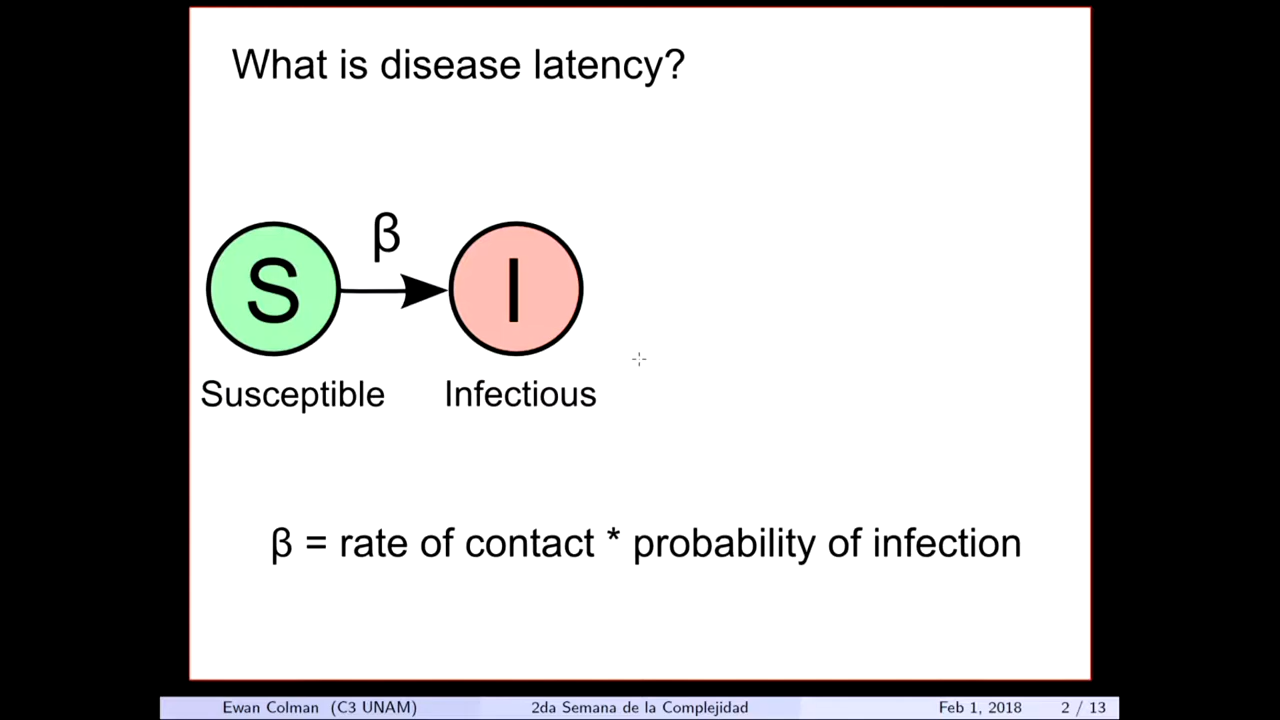 What is disease latency?
β
S
I
Susceptible
Infectious
β = rate of contact * probability of infection
Ewan Colman (C3 UNAM)
2da Semana de la Complejidad
Feb 1, 2018
2 / 13